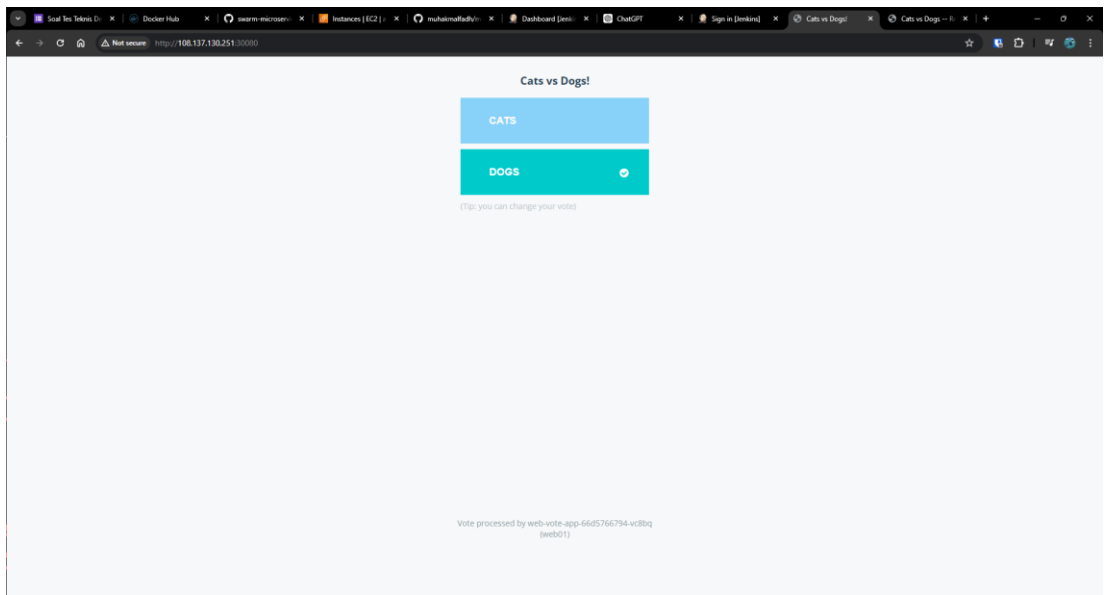 Soal Tes Teknis De
Docker Hub
swarm-microserv
Instances | EC2 | a
muhakmalfadh/m
Dashboard [Jenki
ChatGPT
Sign in [Jenkins]
Cats vs Dogs!
Cats vs Dogs -- R
Not secure http://108.137.130.251:30080
Cats vs Dogs!
CATS
DOGS
(Tip: you can change your vote)
Vote processed by web-vote-app-66d5766794-vc8bq
(web01)